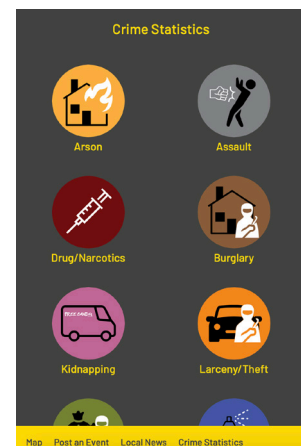 Crime Statistics
Arson
Assault
Drug/Narcotics
Burglary
Kidnapping
Larceny/Theft
Map Post an Event Local News Crime Statistics